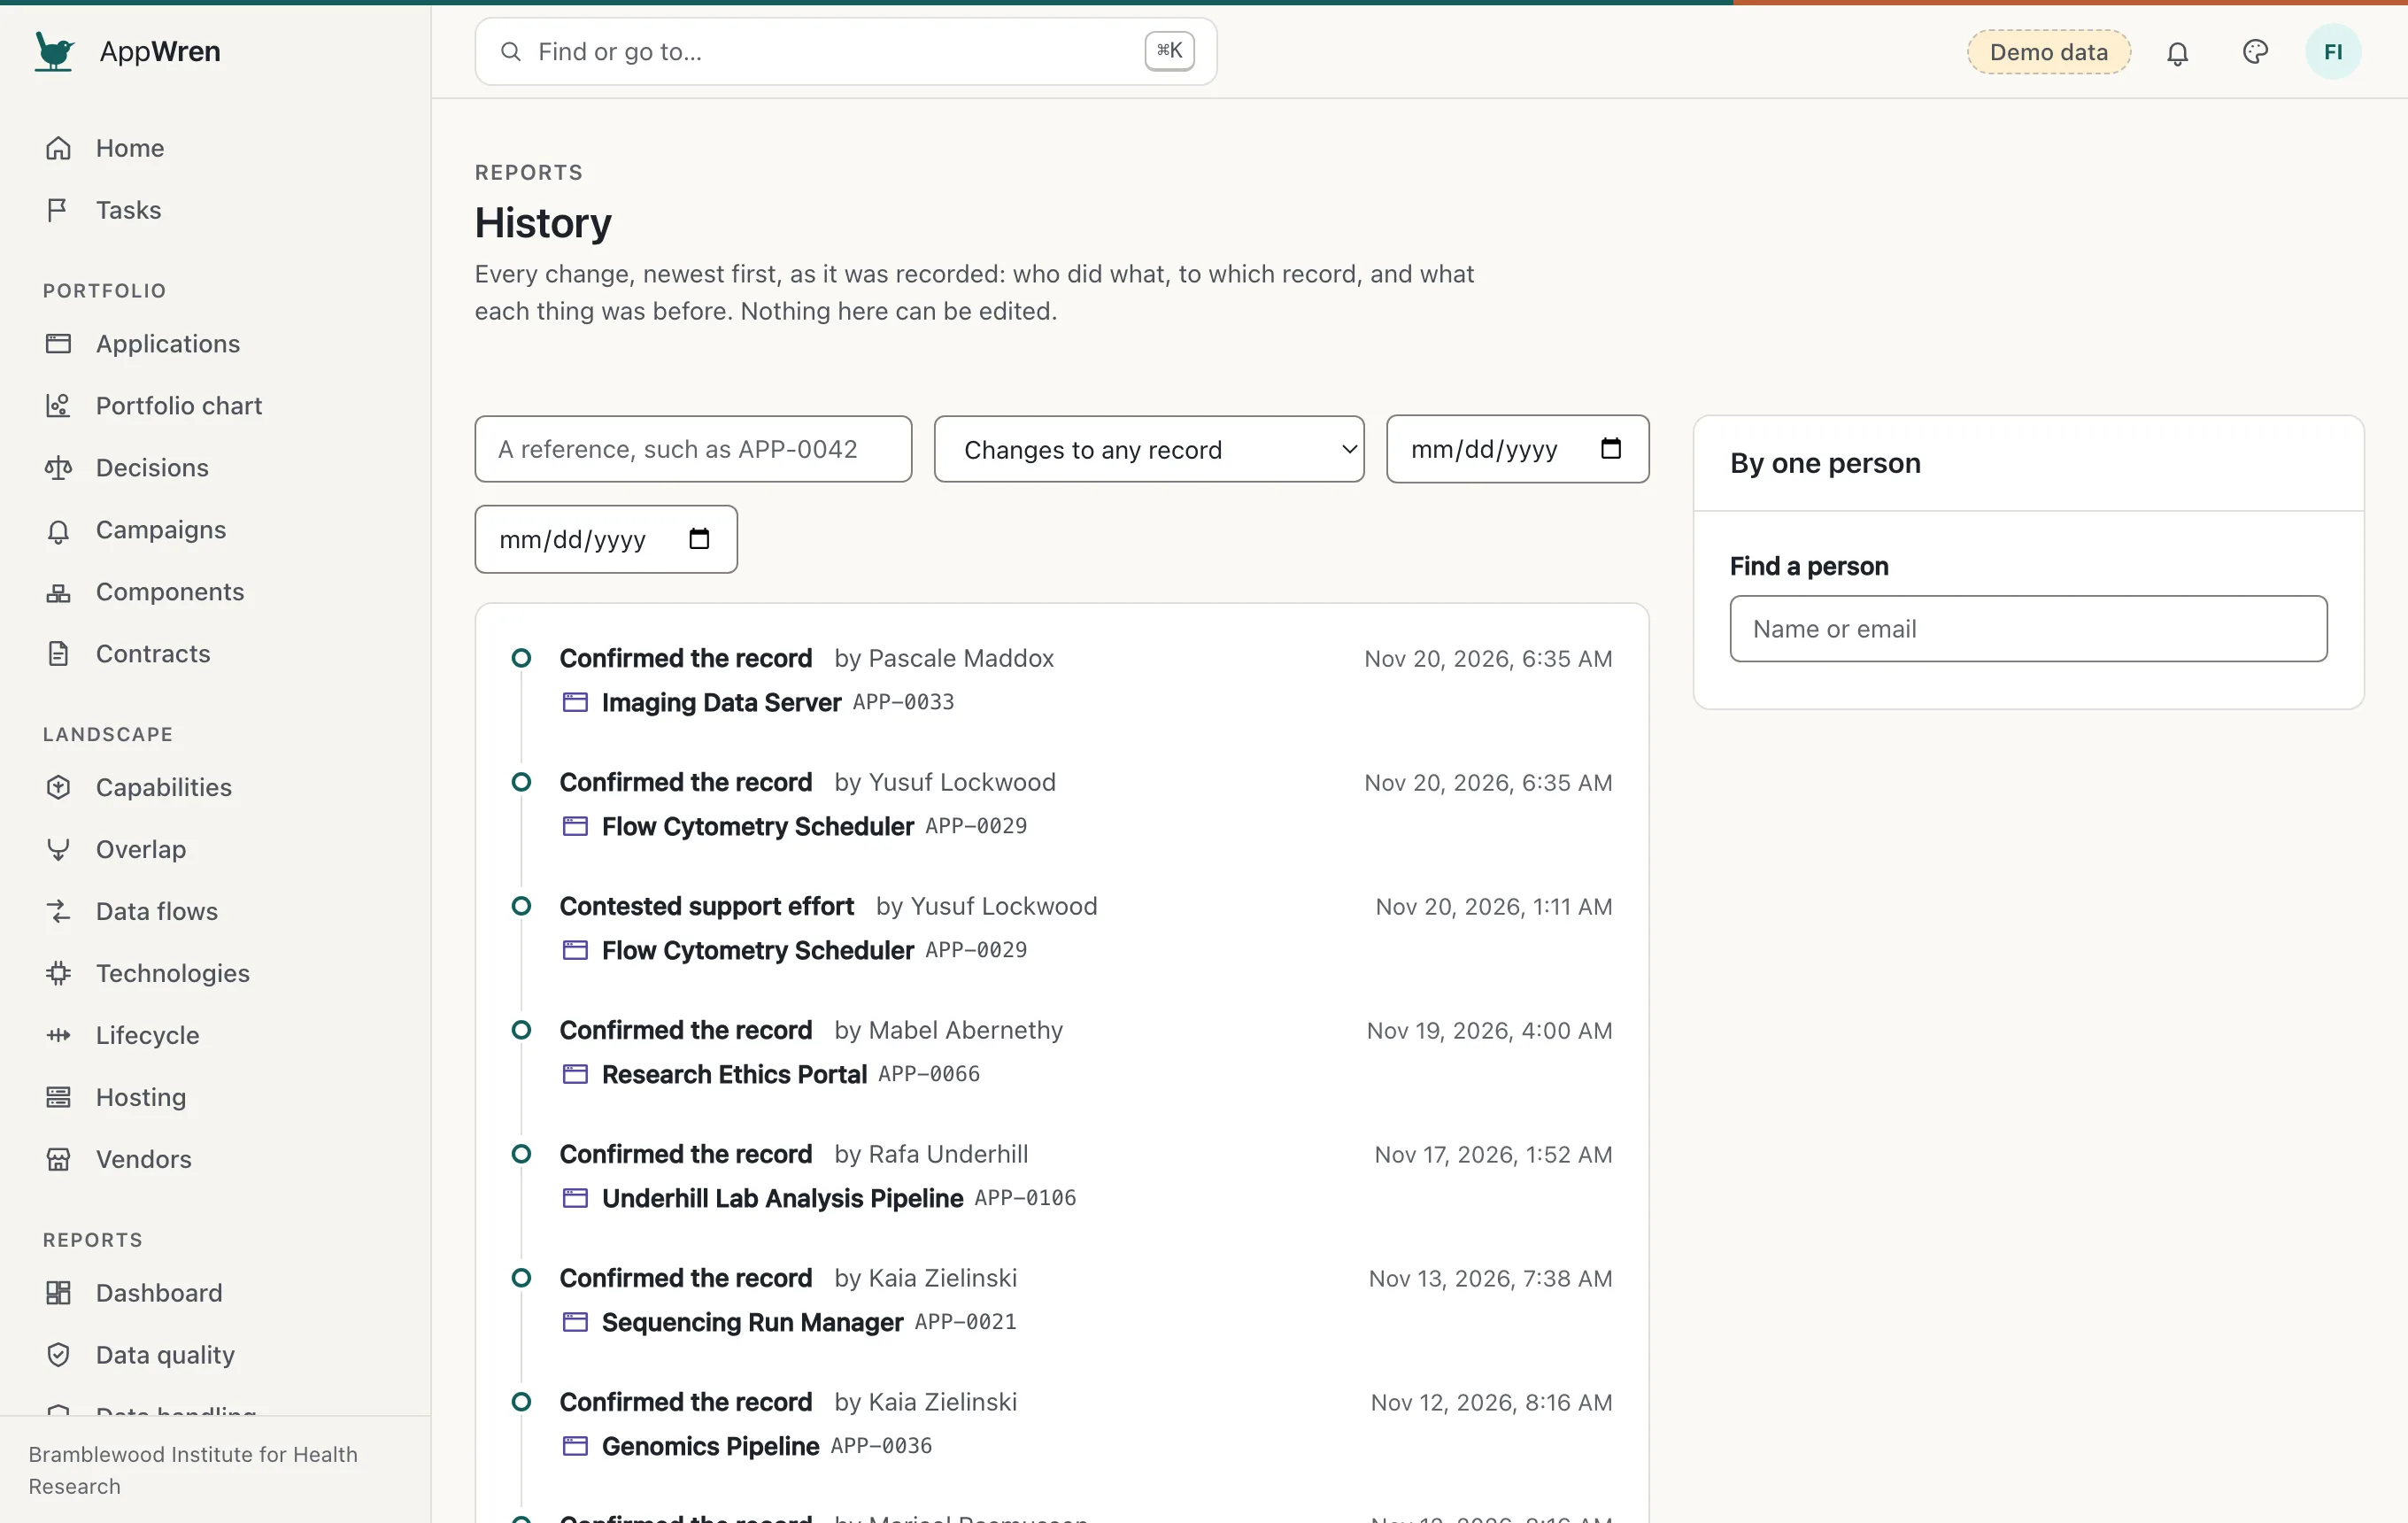 AppWren
Find or go to...
⌘K
Demo data
FI
Home
Tasks
PORTFOLIO
Applications
Portfolio chart
Decisions
Campaigns
Components
Contracts
LANDSCAPE
Capabilities
Overlap
Data flows
Technologies
Lifecycle
Hosting
Vendors
REPORTS
Dashboard
Data quality
Data handling
Bramblewood Institute for Health
Research
REPORTS
History
Every change, newest first, as it was recorded: who did what, to which record, and what
each thing was before. Nothing here can be edited.
A reference, such as APP-0042
Changes to any record
mm/dd/yyyy
mm/dd/yyyy
Confirmed the record by Pascale Maddox Nov 20, 2026, 6:35 AM
Imaging Data Server APP-0033
Confirmed the record by Yusuf Lockwood Nov 20, 2026, 6:35 AM
Flow Cytometry Scheduler APP-0029
Contested support effort by Yusuf Lockwood Nov 20, 2026, 1:11 AM
Flow Cytometry Scheduler APP-0029
Confirmed the record by Mabel Abernethy Nov 19, 2026, 4:00 AM
Research Ethics Portal APP-0066
Confirmed the record by Rafa Underhill Nov 17, 2026, 1:52 AM
Underhill Lab Analysis Pipeline APP-0106
Confirmed the record by Kaia Zielinski Nov 13, 2026, 7:38 AM
Sequencing Run Manager APP-0021
Confirmed the record by Kaia Zielinski Nov 12, 2026, 8:16 AM
Genomics Pipeline APP-0036
Confirmed the record by
By one person
Find a person
Name or email